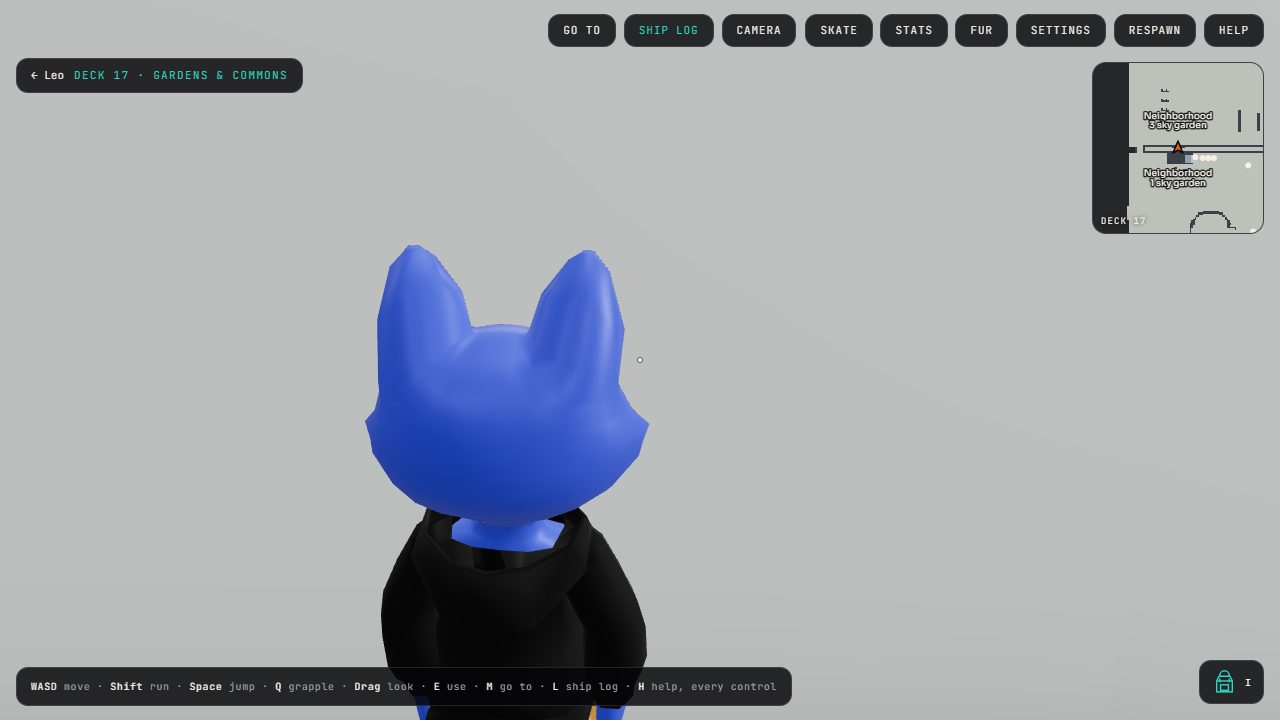 GO TO
SHIP LOG
CAMERA
SKATE
STATS
FUR
SETTINGS
RESPAWN
HELP
← Leo DECK 17 · GARDENS & COMMONS
Neighborhood
3 sky garden
Neighborhood
1 sky garden
DECK 17
WASD move · Shift run · Space jump · Q grapple · Drag look · E use · M go to · L ship log · H help, every control
I